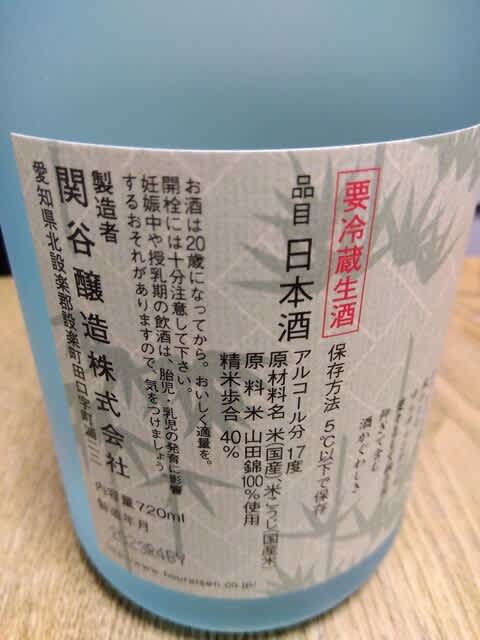 要冷蔵生酒
保存方法 5℃以下で保存
品目 日本酒
アルコール分 17度
原材料名 米(国産)、米こうじ(国産米)
原料米 山田錦100%使用
精米歩合 40%
お酒は20歳になってから。おいしく適量を。
開栓には十分注意して下さい。
妊娠中や授乳期の飲酒は、胎児・乳児の発育に影響
するおそれがありますので、気をつけましょう
製造者
関谷醸造株式会社
愛知県北設楽郡設楽町田口字町浦二二
内容量720ml
製造年月
http://www.houraisen.co.jp/